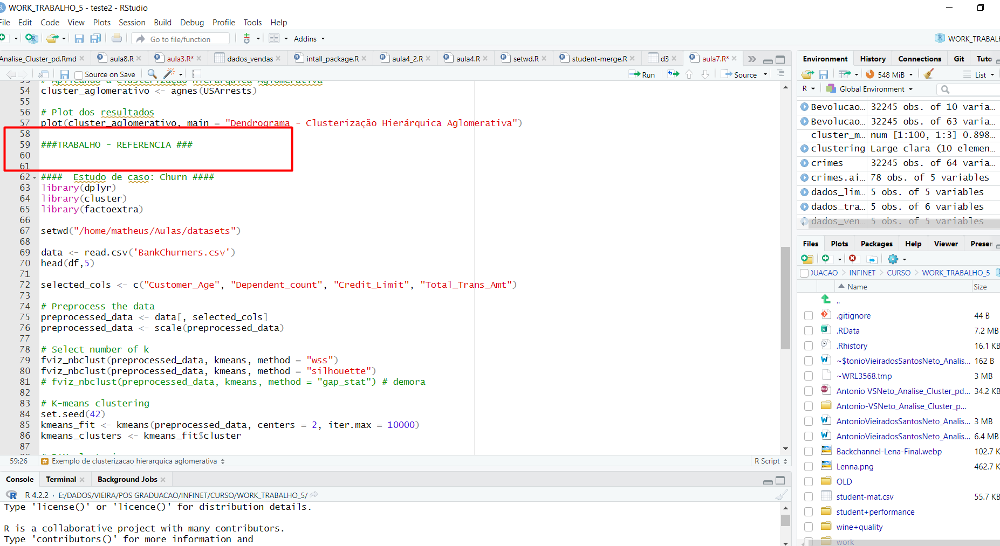 WORK_TRABALHO_5 - teste2 - RStudio
File Edit Code View Plots Session Build Debug Profile Tools Help
Go to file/function
Addins
WORK_TRABAL
Analise_Cluster_pd.Rmd
aula8.R
aula3.R*
dados_vendas
intall_package.R
aula4_2.R
aula4.R
setwd.R
student-merge.R
d3
aula7.R*
Source on Save
Run
Source
53 # Aplicando a Clusterização Hierárquica Aglomerativa
54 cluster_aglomerativo <- agnes(USArrests)
55
56 # Plot dos resultados
57 plot(cluster_aglomerativo, main = "Dendrograma - Clusterização Hierárquica Aglomerativa")
58
59 ###TRABALHO - REFERENCIA ###
60
61
62 ####  Estudo de caso: Churn ####
63 library(dplyr)
64 library(cluster)
65 library(factoextra)
66
67 setwd("/home/matheus/Aulas/datasets")
68
69 data <- read.csv('BankChurners.csv')
70 head(df,5)
71
72 selected_cols <- c("Customer_Age", "Dependent_count", "Credit_Limit", "Total_Trans_Amt")
73
74 # Preprocess the data
75 preprocessed_data <- data[, selected_cols]
76 preprocessed_data <- scale(preprocessed_data)
77
78 # Select number of k
79 fviz_nbclust(preprocessed_data, kmeans, method = "wss")
80 fviz_nbclust(preprocessed_data, kmeans, method = "silhouette")
81 # fviz_nbclust(preprocessed_data, kmeans, method = "gap_stat") # demora
82
83 # K-means clustering
84 set.seed(42)
85 kmeans_fit <- kmeans(preprocessed_data, centers = 2, iter.max = 10000)
86 kmeans_clusters <- kmeans_fit$cluster
87
59:26 # Exemplo de clusterizacao hierarquica aglomerativa
R Script
Console Terminal Background Jobs
R 4.2.2 · E:/DADOS/VIEIRA/POS GRADUACAO/INFINET/CURSO/WORK_TRABALHO_5/
Type 'license()' or 'licence()' for distribution details.
R is a collaborative project with many contributors.
Type 'contributors()' for more information and
Environment History Connections Git Tuto
548 MiB
List
R
Global Environment
Bevolucao... 32245 obs. of 10 varia...
Bevolucao... 32245 obs. of 63 varia...
cluster_m... num [1:100, 1:3] 0.898...
clustering Large clara (10 elemen...
crimes 32245 obs. of 64 varia...
crimes.ai... 78 obs. of 5 variables
dados_lim... 5 obs. of 5 variables
dados_tra... 5 obs. of 6 variables
dados_ven... 5 obs. of 5 variables
Files Plots Packages Help Viewer Presen
DUACAO INFINET CURSO WORK_TRABALHO_5
Name Size
..
.gitignore 44 B
.RData 7.2 MB
.Rhistory 16.1 KB
~$tonioVieiradosSantosNeto_Analis... 162 B
~WRL3568.tmp 3 MB
Antonio VSNeto_Analise_Cluster_pd... 34.2 KB
Antonio-VSNeto_Analise_Cluster_p...
AntonioVieiradosSantosNeto_Analis... 3 MB
AntonioVieiradosSantosNeto_Analis... 6.4 MB
Backchannel-Lena-Final.webp 102.7 K
Lenna.png 462.7 K
OLD
student-mat.csv 55.7 KB
student+performance
wine+quality
work